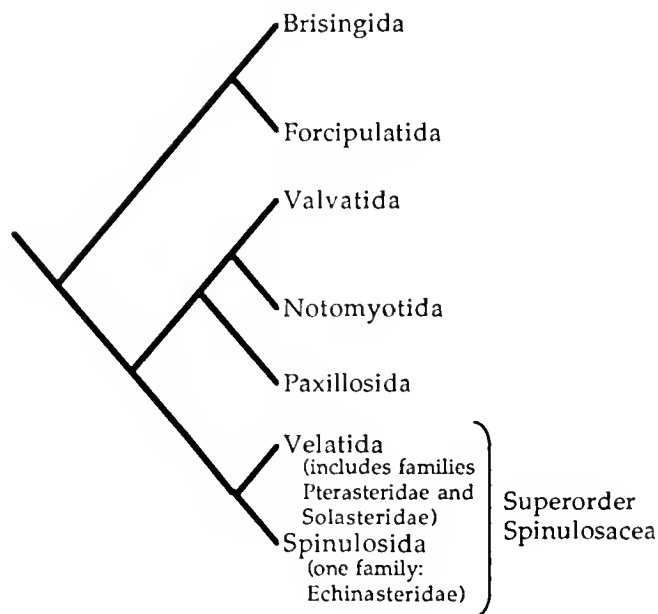 Brisingida
Forcipulatida
Valvatida
Notomyotida
Paxillosida
Velatida
(includes families
Pterasteridae and
Solasteridae)
Spinulosida
(one family:
Echinasteridae)
Superorder
Spinulosacea